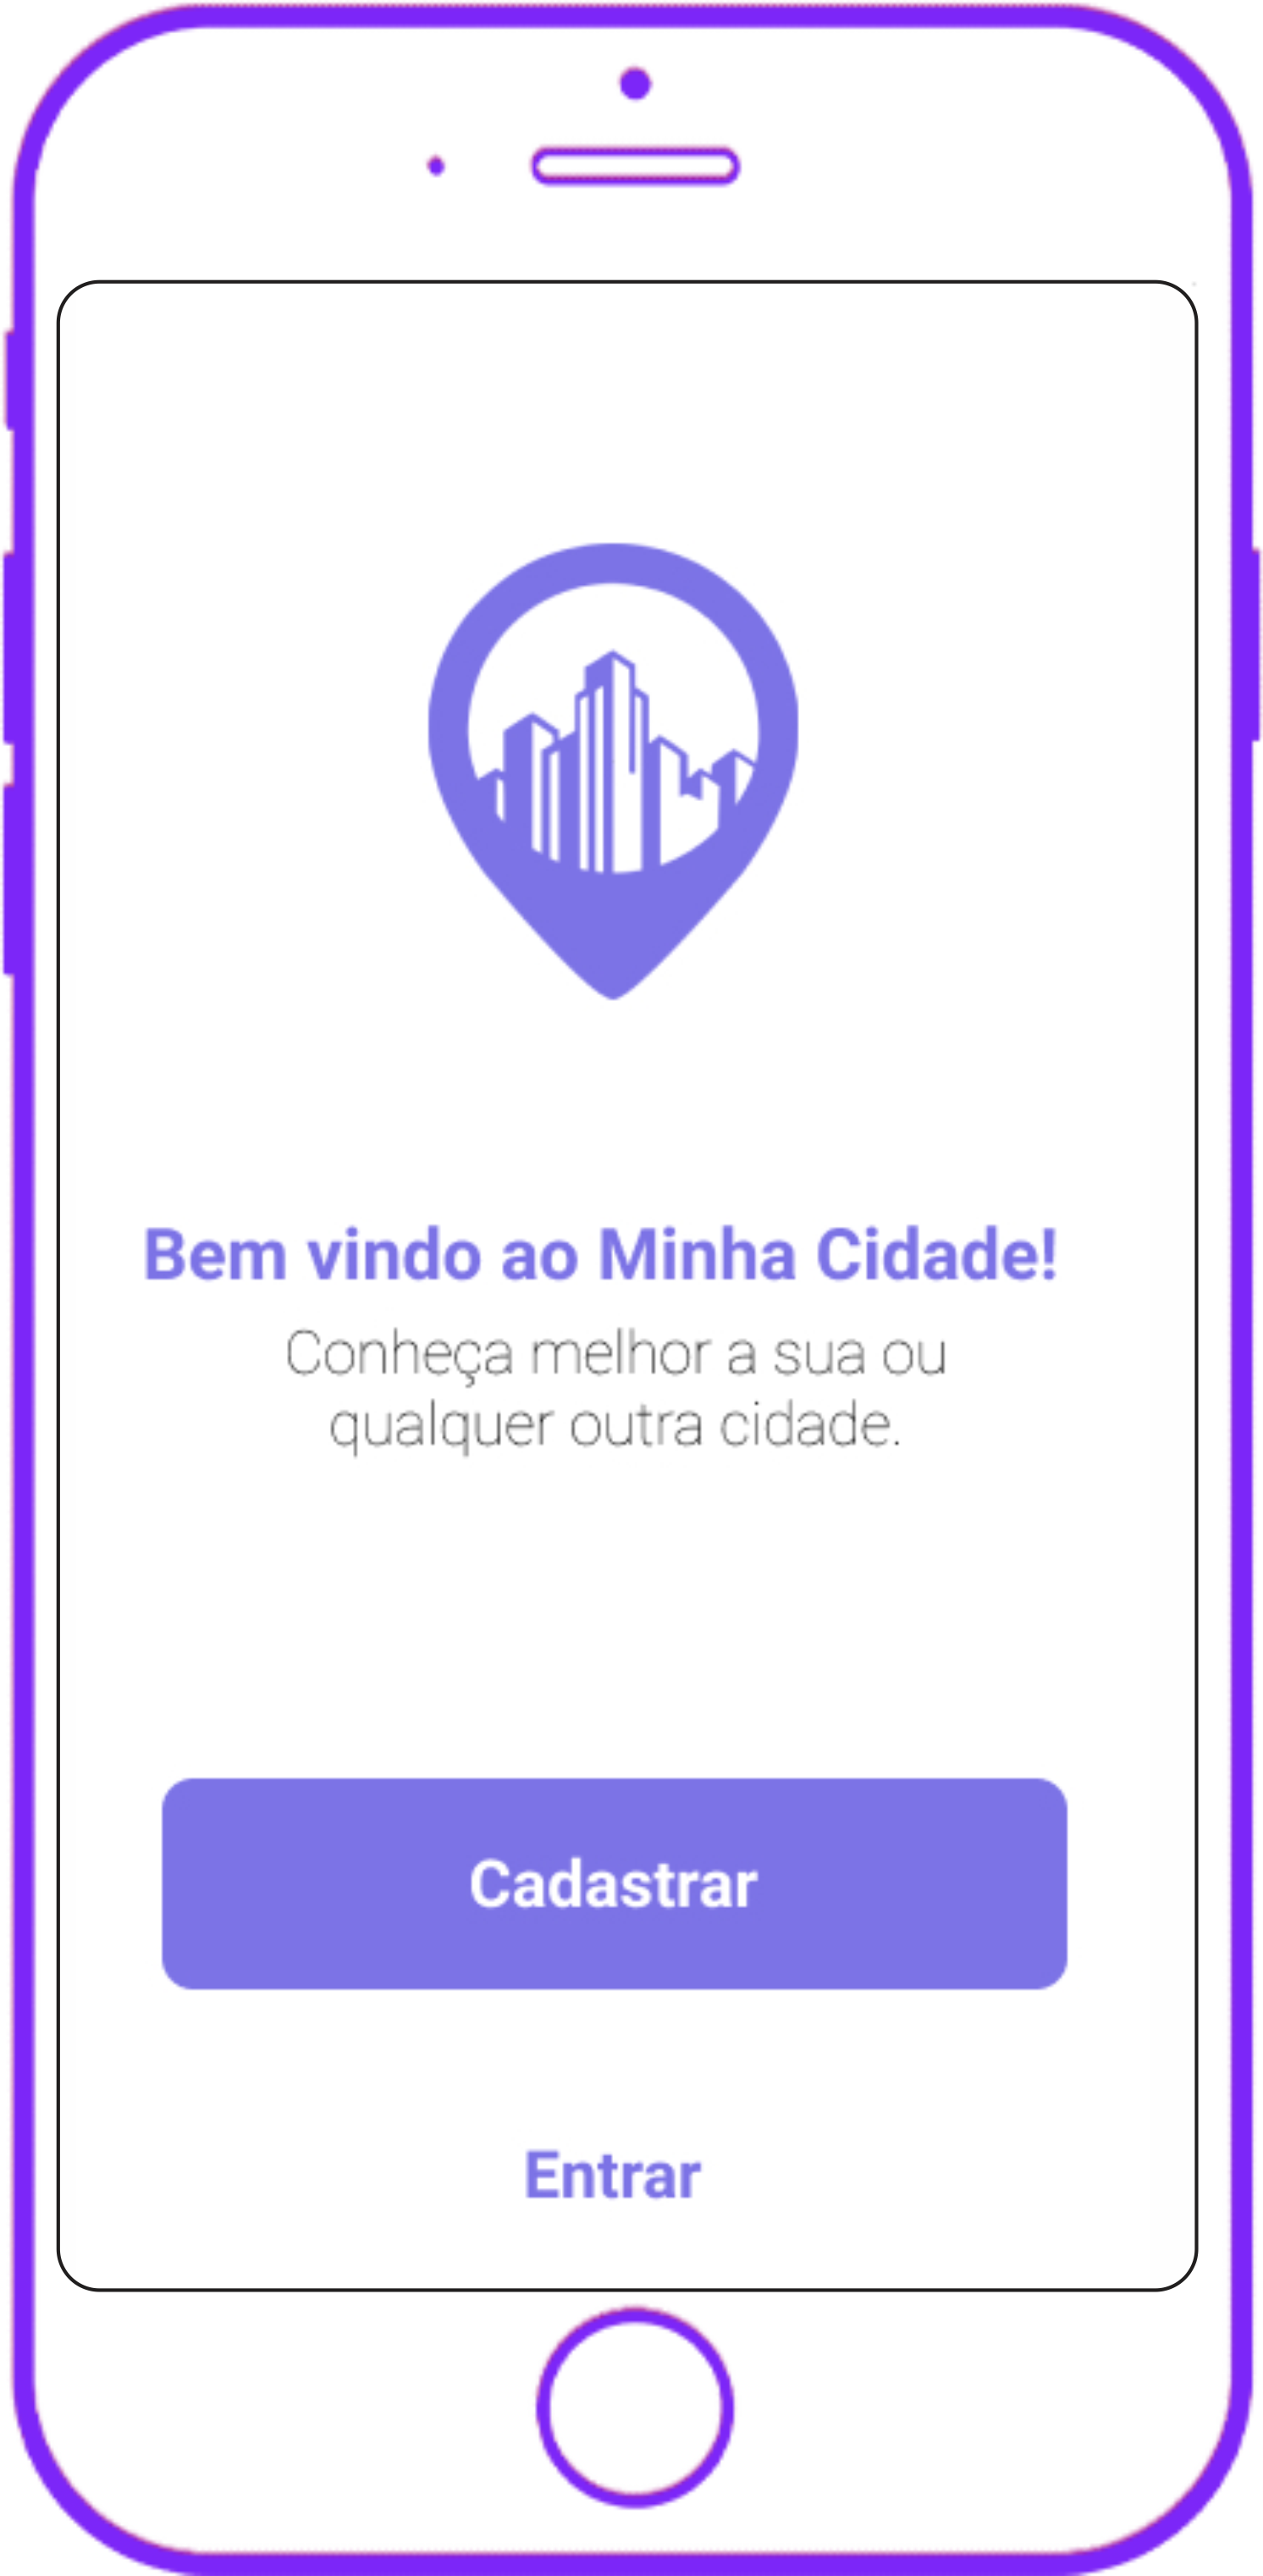 Bem vindo ao Minha Cidade!
Conheça melhor a sua ou
qualquer outra cidade.
Cadastrar
Entrar